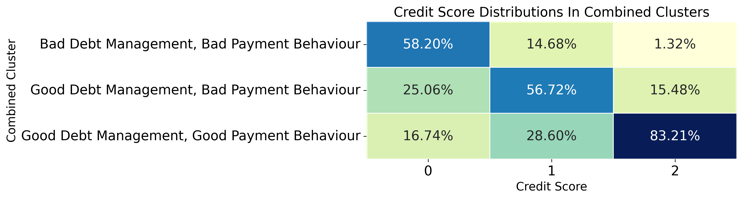 Credit Score Distributions In Combined Clusters
Combined Cluster
Bad Debt Management, Bad Payment Behaviour 58.20% 14.68% 1.32%
Good Debt Management, Bad Payment Behaviour 25.06% 56.72% 15.48%
Good Debt Management, Good Payment Behaviour 16.74% 28.60% 83.21%
0 1 2
Credit Score